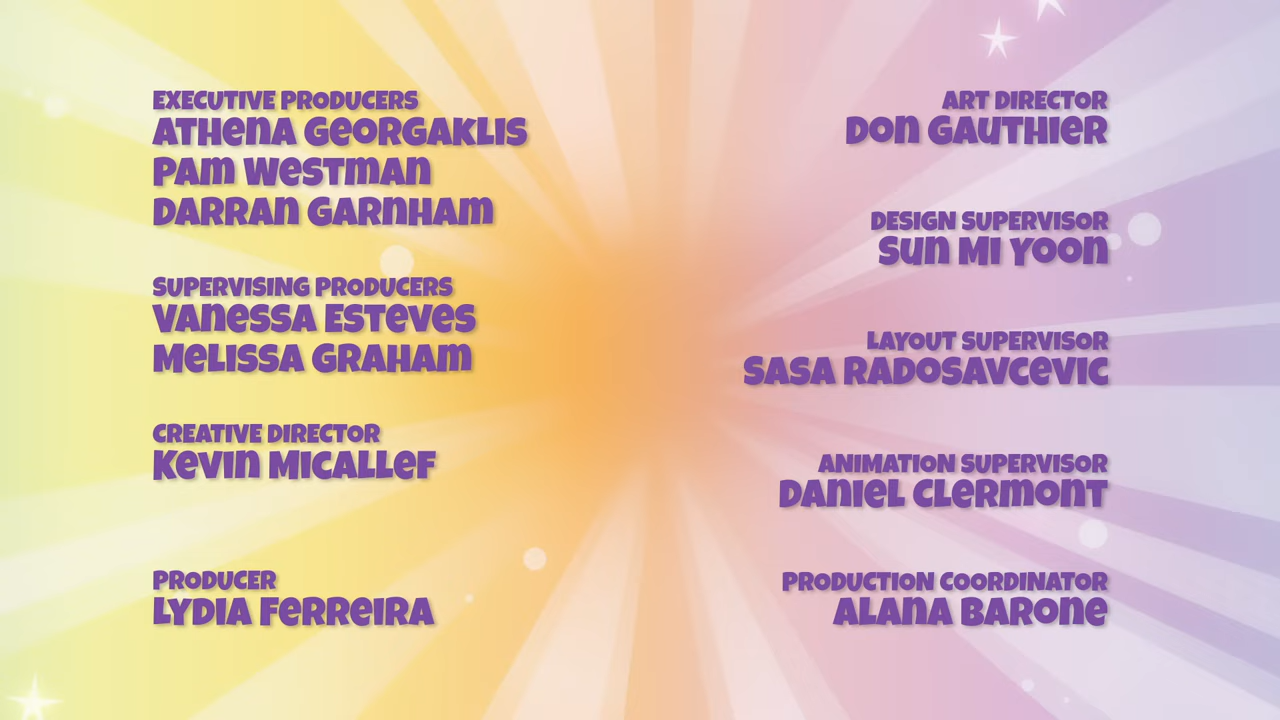 EXECUTIVE PRODUCERS
ATHENA GEORGAKLIS
PAM WESTMAN
DARRAN GARNHAM
SUPERVISING PRODUCERS
VANESSA ESTEVES
MELISSA GRAHAM
CREATIVE DIRECTOR
KEVIN MICALLEF
PRODUCER
LYDIA FERREIRA
ART DIRECTOR
DON GAUTHIER
DESIGN SUPERVISOR
SUN MI YOON
LAYOUT SUPERVISOR
SASA RADOSAVCEVIC
ANIMATION SUPERVISOR
DANIEL CLERMONT
PRODUCTION COORDINATOR
ALANA BARONE